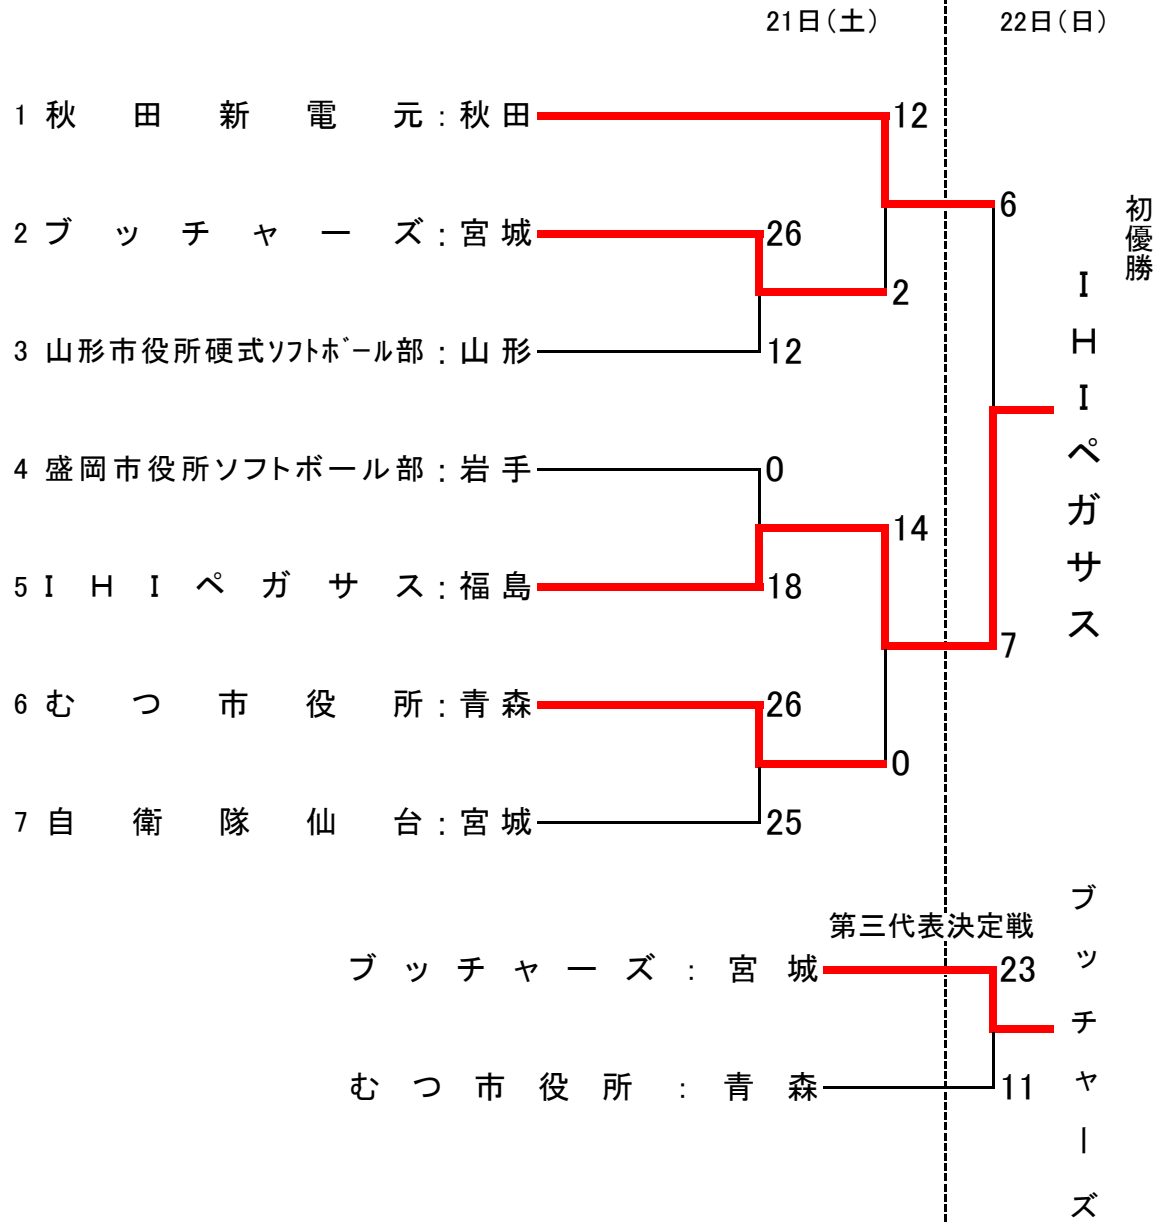 21日(土) 22日(日)
1 秋田新電元:秋田 12
6
初優勝
2 ブッチャーズ:宮城 26
2
3 山形市役所硬式ソフトボール部:山形 12
IHIペガサス
4 盛岡市役所ソフトボール部:岩手 0
14
5 IHIペガサス:福島 18
7
6 むつ市役所:青森 26
0
7 自衛隊仙台:宮城 25
第三代表決定戦
ブッチャーズ:宮城 23
むつ市役所:青森 11
ブッチャーズ